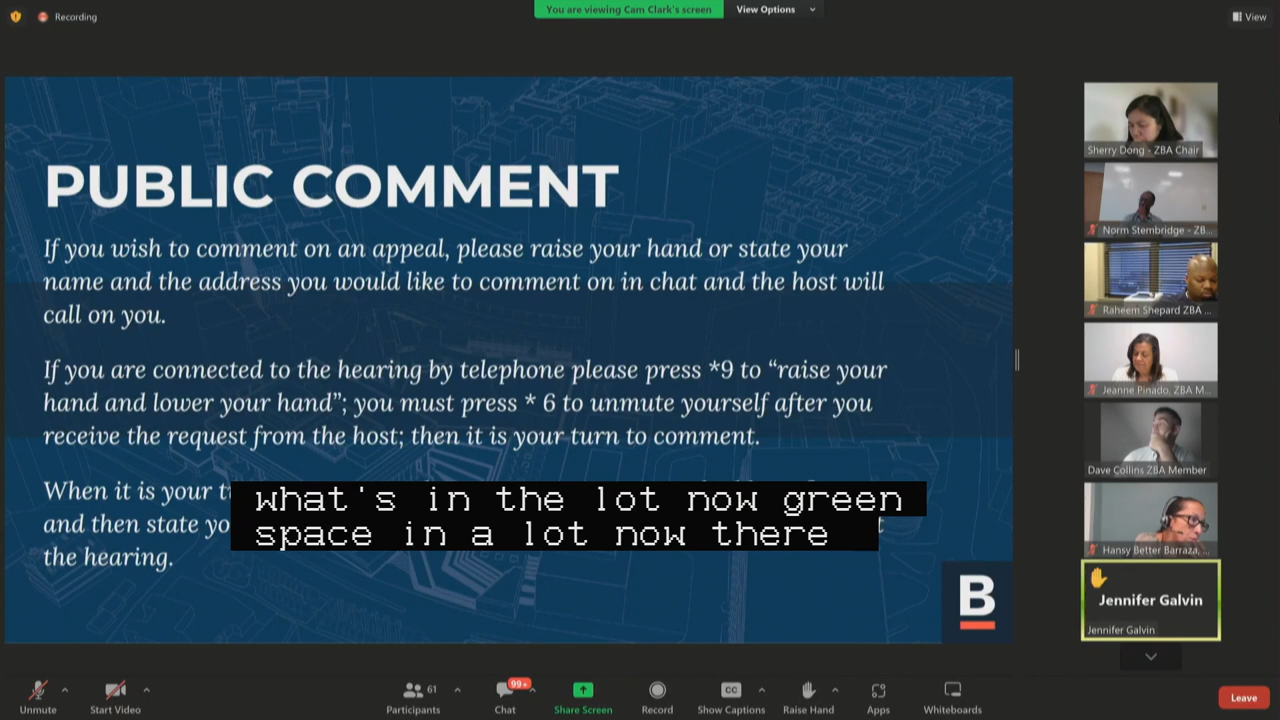 Recording
You are viewing Cam Clark's screen
View Options
View
PUBLIC COMMENT
If you wish to comment on an appeal, please raise your hand or state your
name and the address you would like to comment on in chat and the host will
call on you.
If you are connected to the hearing by telephone please press *9 to “raise your
hand and lower your hand”; you must press * 6 to unmute yourself after you
receive the request from the host; then it is your turn to comment.
When it is your
and then state
the hearing.
what's in the lot now green
space in a lot now there
B
Sherry Dong - ZBA Chair
Norm Stembridge - ZB...
Raheem Shepard ZBA ...
Jeanne Pinado, ZBA M...
Dave Collins ZBA Member
Hansy Better Barraza, ...
Jennifer Galvin
Jennifer Galvin
Unmute
Start Video
61
Participants
99+
Chat
Share Screen
Record
CC
Show Captions
Raise Hand
Apps
Whiteboards
Leave